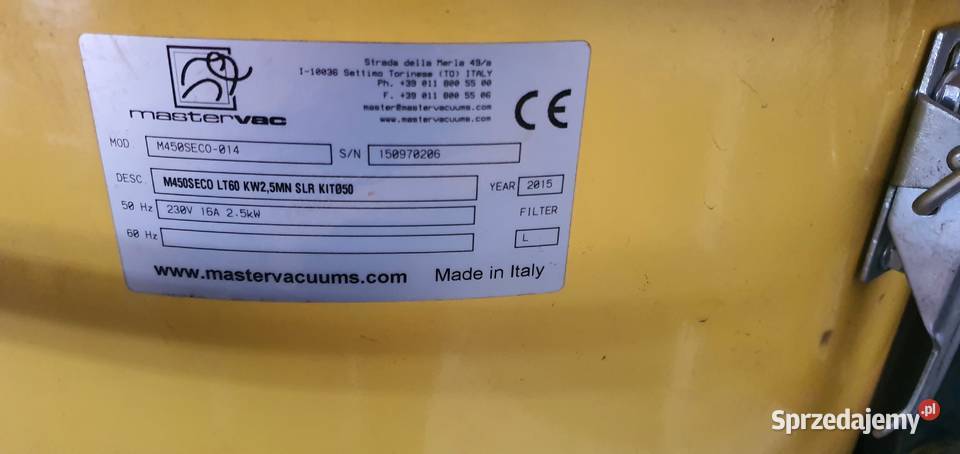 Strada della Merla 49/a
I-10036 Settimo Torinese (TO) ITALY
Ph. +39 011 800 55 00
F. +39 011 800 55 06
master@mastervacuums.com
www.mastervacuums.com
mastervac
CE
MOD M450SECO-014 S/N 150970206
DESC. M450SECO LT60 KW2,5MN SLR KITØ50 YEAR 2015
50 Hz 230V 16A 2.5kW FILTER
60 Hz L
www.mastervacuums.com Made in Italy
Sprzedajemy.pl